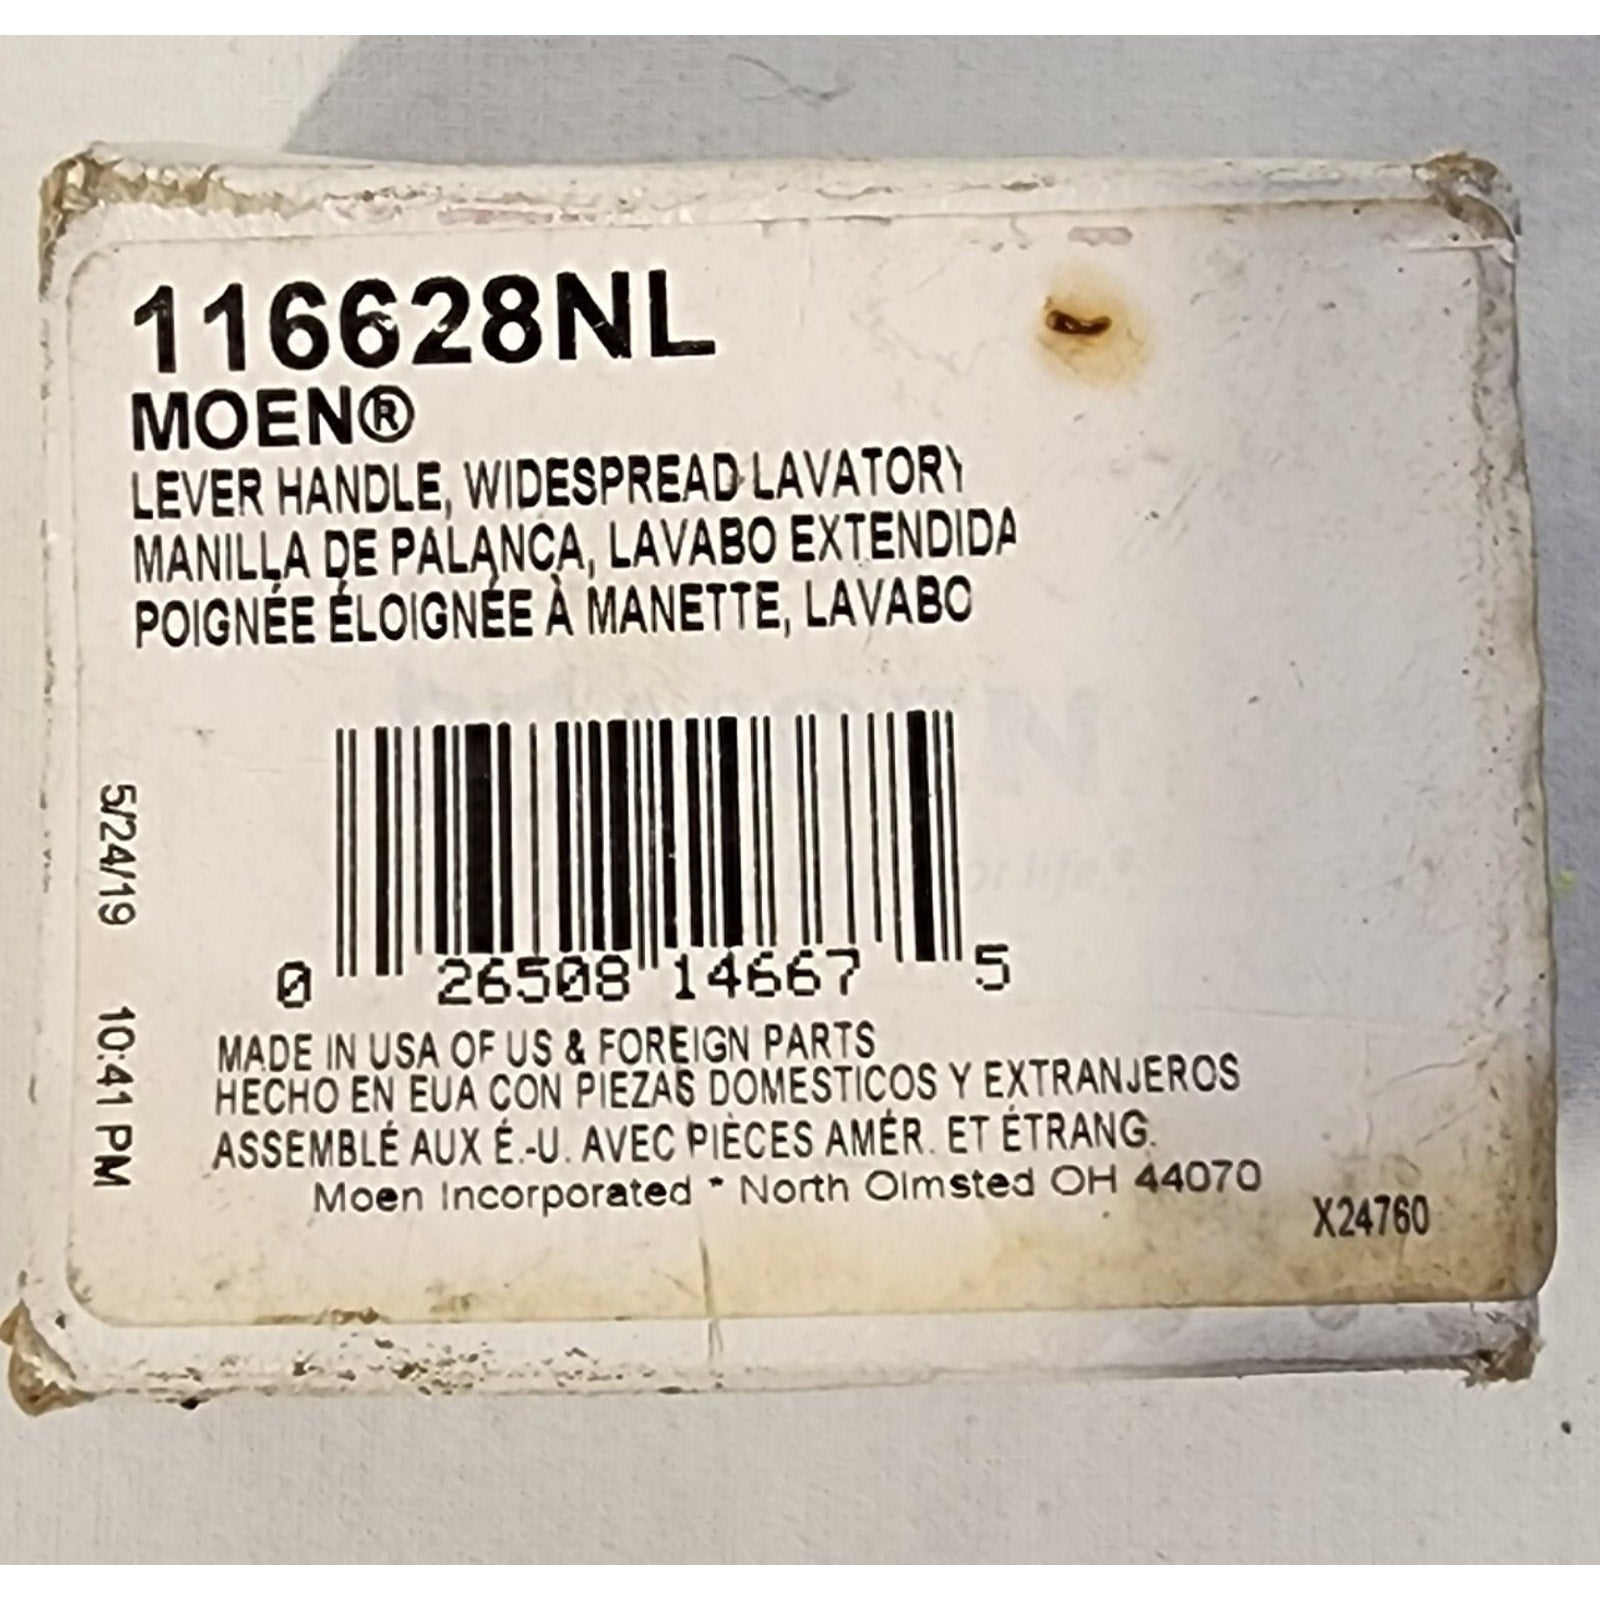 116628NL
MOEN®
LEVER HANDLE, WIDESPREAD LAVATORY
MANILLA DE PALANCA, LAVABO EXTENDIDA
POIGNÉE ÉLOIGNÉE À MANETTE, LAVABO
0 26508 14667 5
MADE IN USA OF US & FOREIGN PARTS
HECHO EN EUA CON PIEZAS DOMESTICOS Y EXTRANJEROS
ASSEMBLÉ AUX É.-U. AVEC PIÈCES AMÉR. ET ÉTRANG.
Moen Incorporated * North Olmsted OH 44070
X24760
5/24/19 10:41 PM